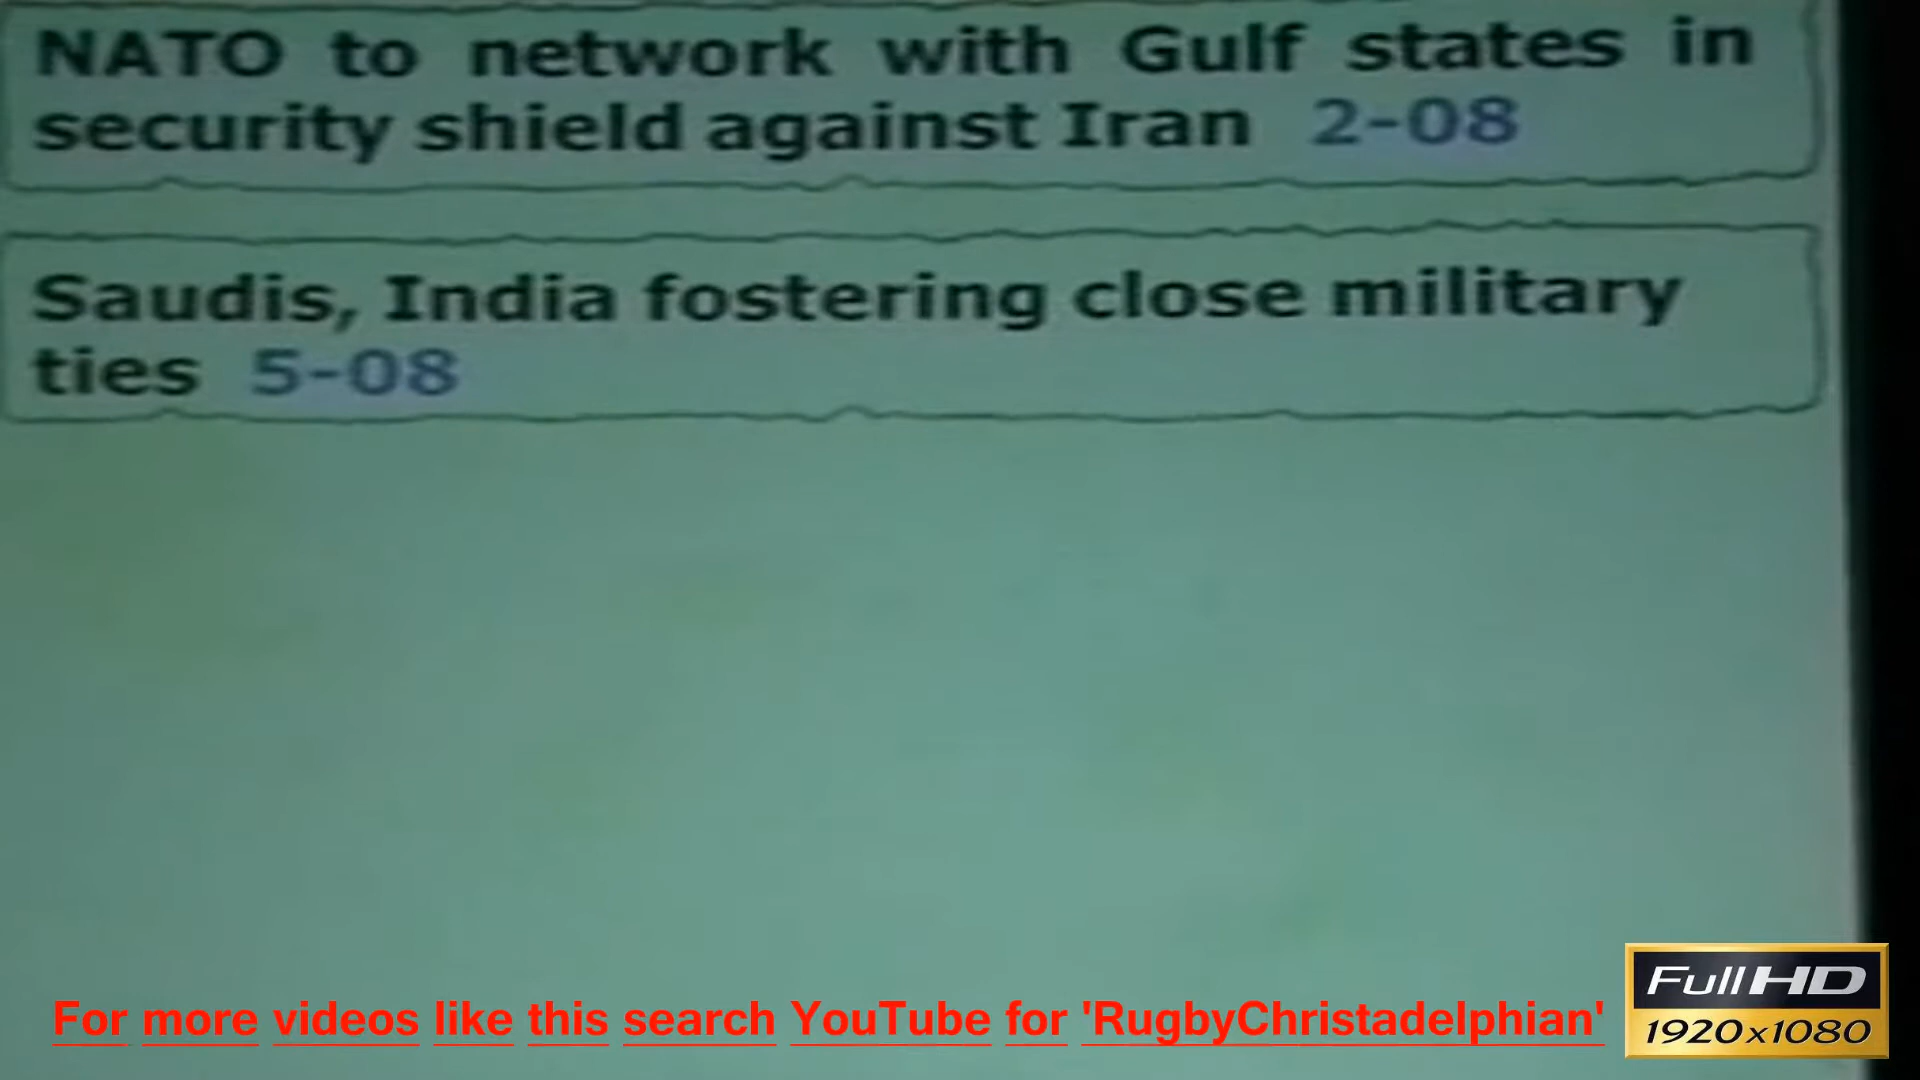 NATO to network with Gulf states in
security shield against Iran 2-08
Saudis, India fostering close military
ties 5-08
For more videos like this search YouTube for 'RugbyChristadelphian'
Full HD
1920x1080